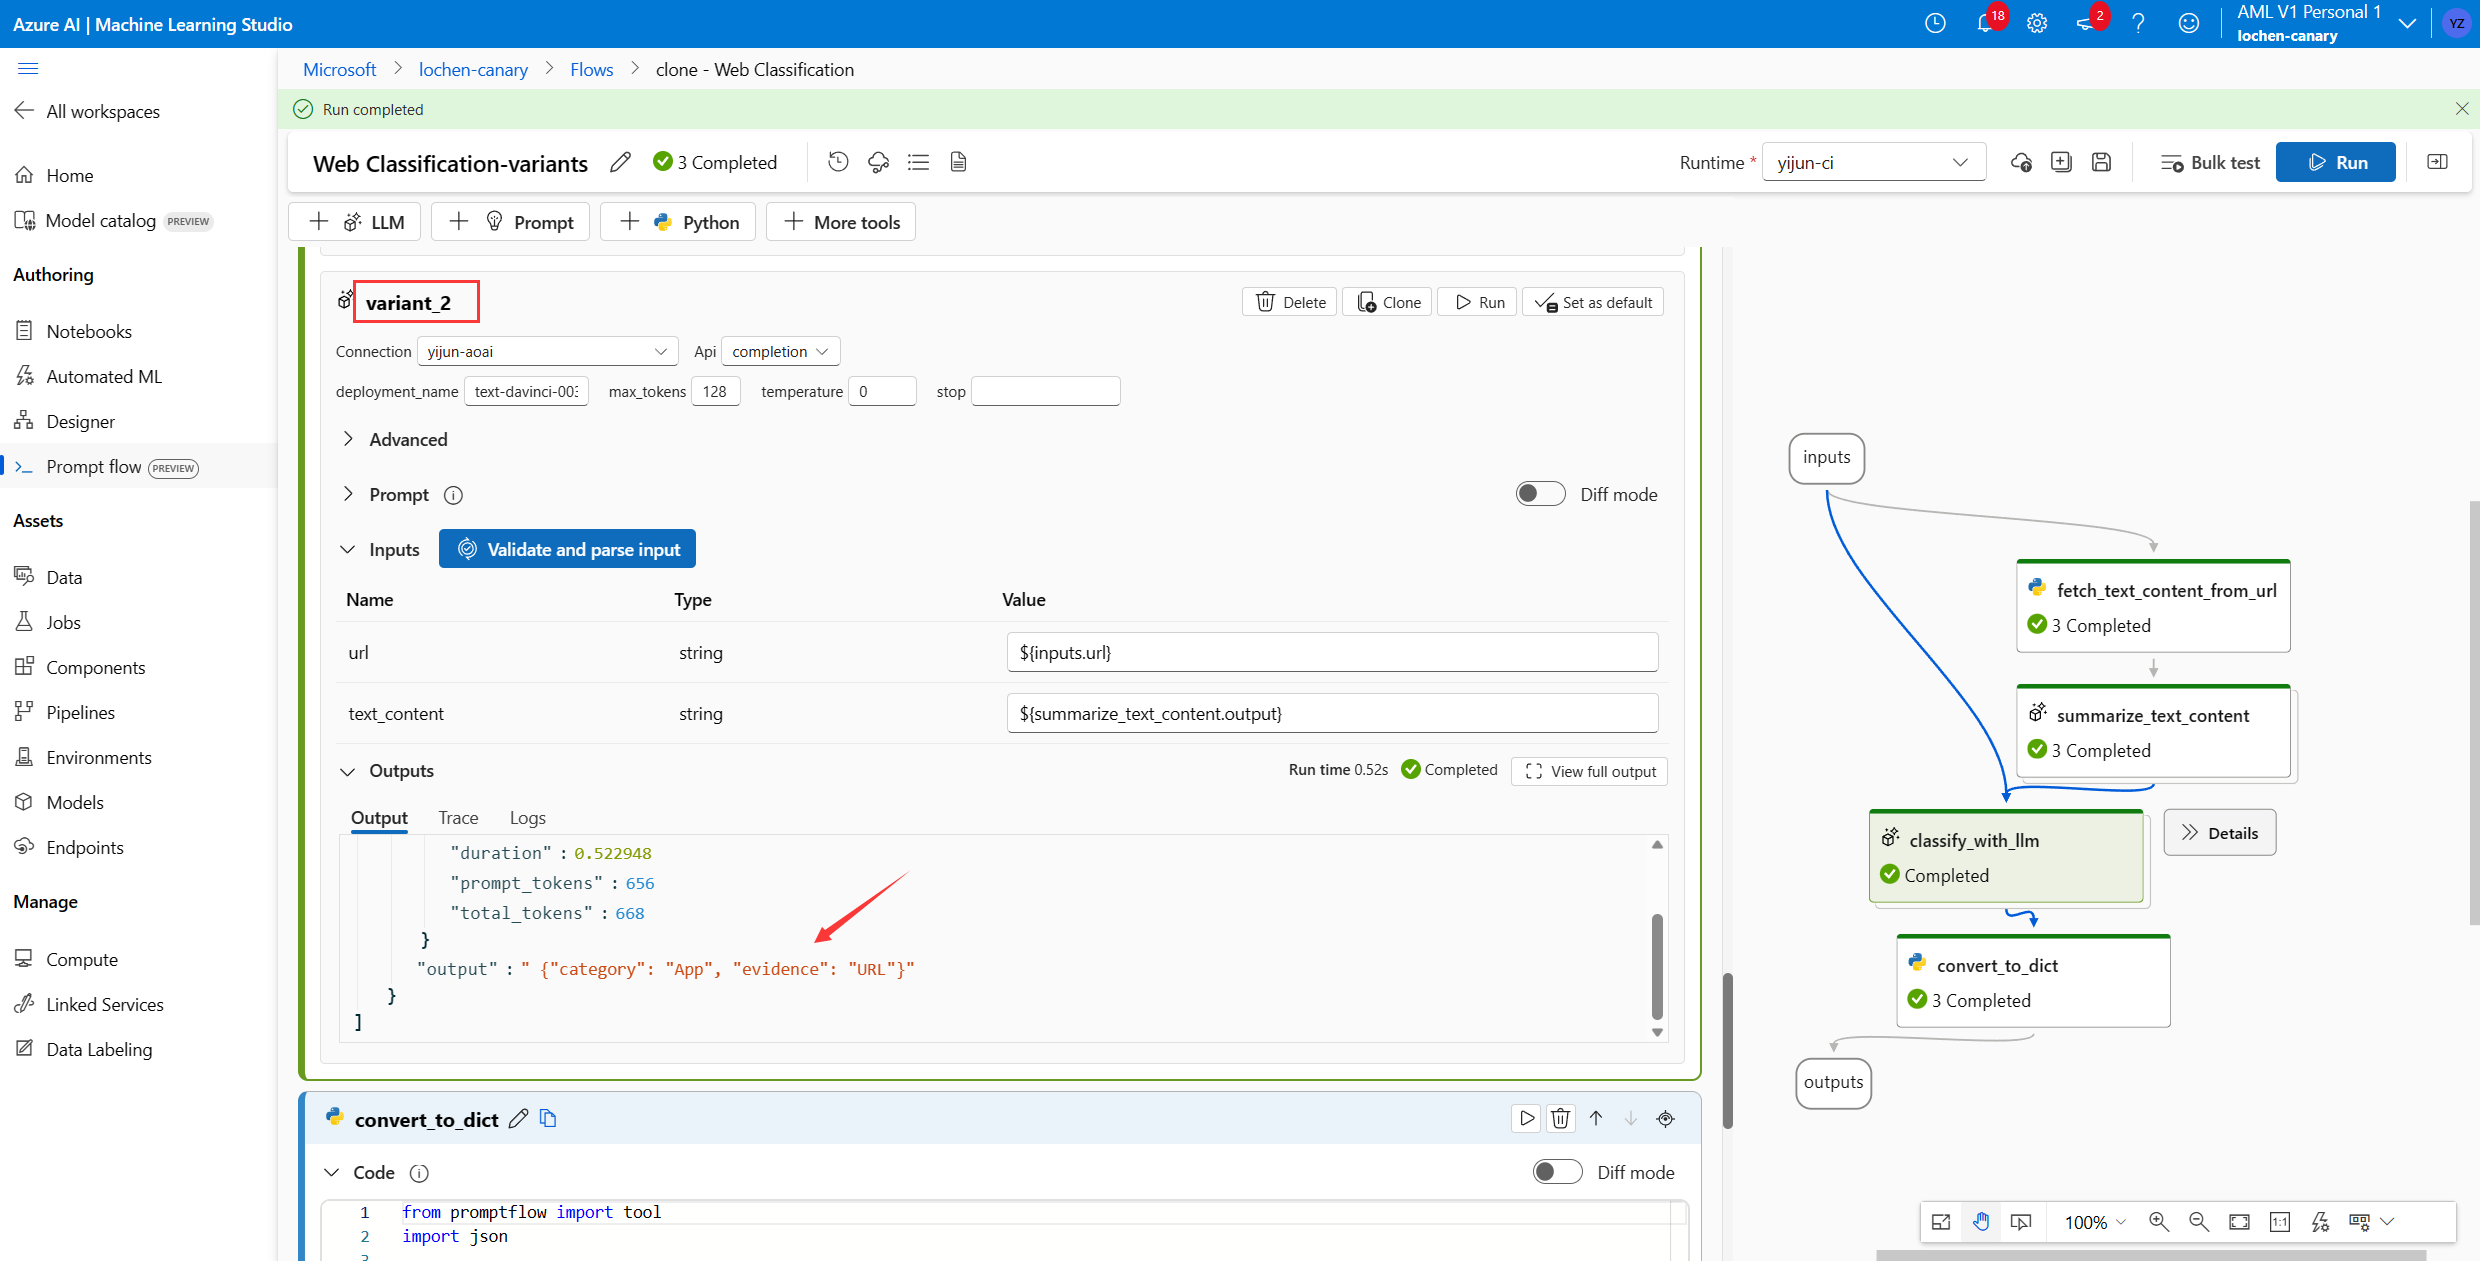 Azure AI | Machine Learning Studio
18
2
AML V1 Personal 1
lochen-canary
YZ
Microsoft > lochen-canary > Flows > clone - Web Classification
All workspaces
Run completed
Home
Model catalog PREVIEW
Authoring
Notebooks
Automated ML
Designer
Prompt flow PREVIEW
Assets
Data
Jobs
Components
Pipelines
Environments
Models
Endpoints
Manage
Compute
Linked Services
Data Labeling
Web Classification-variants
3 Completed
Runtime *
yijun-ci
Bulk test
Run
+ LLM
+ Prompt
+ Python
+ More tools
variant_2
Delete
Clone
Run
Set as default
Connection yijun-aoai
Api completion
deployment_name text-davinci-003
max_tokens 128
temperature 0
stop
Advanced
Prompt
Diff mode
Inputs
Validate and parse input
Name Type Value
url string ${inputs.url}
text_content string ${summarize_text_content.output}
Outputs
Run time 0.52s
Completed
View full output
Output Trace Logs
"duration" : 0.522948
"prompt_tokens" : 656
"total_tokens" : 668
}
"output" : " {"category": "App", "evidence": "URL"}"
}
]
convert_to_dict
Code
Diff mode
1 from promptflow import tool
2 import json
3
inputs
fetch_text_content_from_url
3 Completed
summarize_text_content
3 Completed
classify_with_llm
Completed
Details
convert_to_dict
3 Completed
outputs
100%
1:1